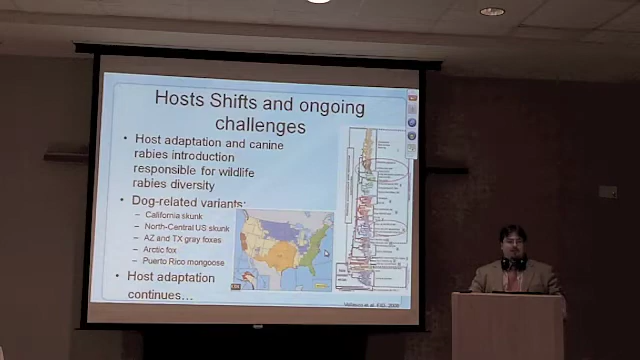 Hosts Shifts and ongoing
challenges
• Host adaptation and canine
rabies introduction
responsible for wildlife
rabies diversity
• Dog-related variants:
– California skunk
– North-Central US skunk
– AZ and TX gray foxes
– Arctic fox
– Puerto Rico mongoose
• Host adaptation
continues…